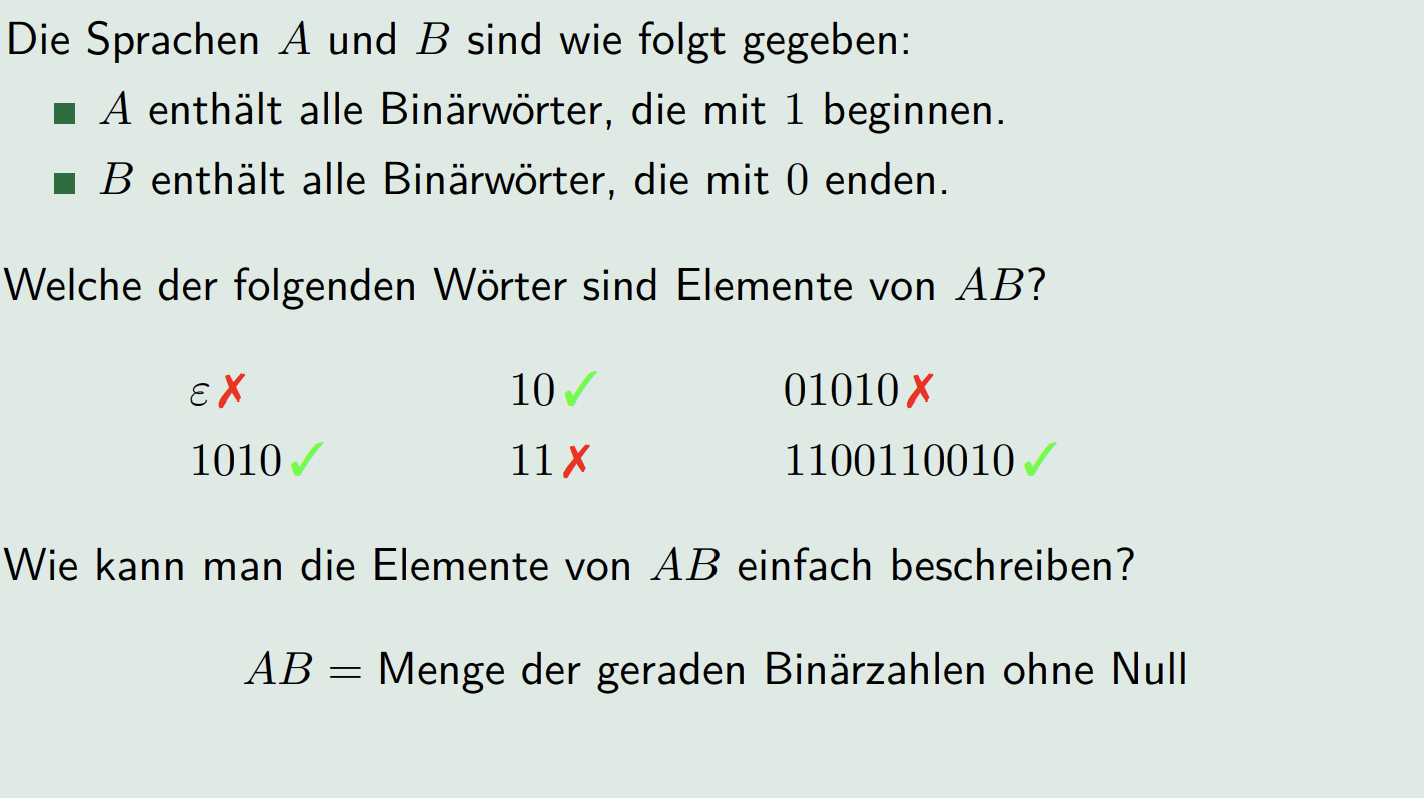 Die Sprachen A und B sind wie folgt gegeben:
A enthält alle Binärwörter, die mit 1 beginnen.
B enthält alle Binärwörter, die mit 0 enden.
Welche der folgenden Wörter sind Elemente von AB?
ε✗ 10✓ 01010✗
1010✓ 11✗ 1100110010✓
Wie kann man die Elemente von AB einfach beschreiben?
AB = Menge der geraden Binärzahlen ohne Null